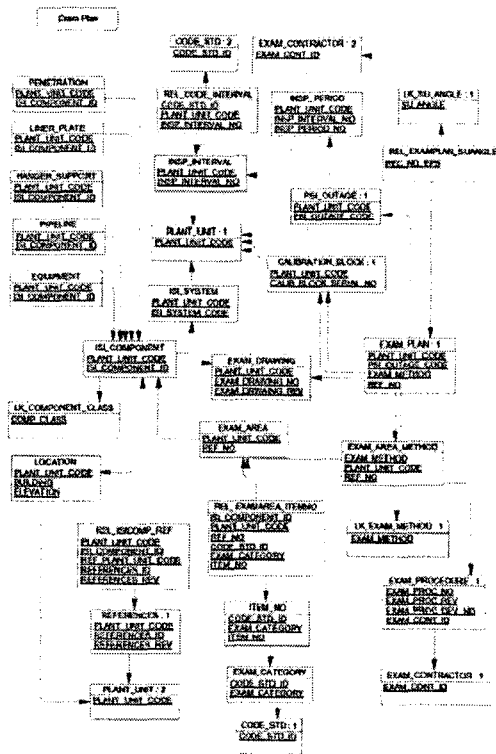 Exam Plan
CODE_STD : 2
CODE_STD_ID
EXAM_CONTRACTOR : 2
EXAM_CONT_ID
PENETRATION
PLANT_UNIT_CODE
ISI_COMPONENT_ID
REL_CODE_INTERVAL
CODE_STD_ID
PLANT_UNIT_CODE
INSP_INTERVAL_NO
INSP_PERIOD
PLANT_UNIT_CODE
INSP_INTERVAL_NO
INSP_PERIOD_NO
LK_SU_ANGLE : 1
SU_ANGLE
LINER_PLATE
PLANT_UNIT_CODE
ISI_COMPONENT_ID
REL_EXAMPLAN_SUANGLE
REC_NO_EPS
INSP_INTERVAL
PLANT_UNIT_CODE
INSP_INTERVAL_NO
HANGER_SUPPORT
PLANT_UNIT_CODE
ISI_COMPONENT_ID
PSI_OUTAGE : 1
PLANT_UNIT_CODE
PSI_OUTAGE_CODE
PIPELINE
PLANT_UNIT_CODE
ISI_COMPONENT_ID
PLANT_UNIT : 1
PLANT_UNIT_CODE
EQUIPMENT
PLANT_UNIT_CODE
ISI_COMPONENT_ID
CALIBRATION_BLOCK : 1
PLANT_UNIT_CODE
CALIB_BLOCK_SERIAL_NO
ISI_SYSTEM
PLANT_UNIT_CODE
ISI_SYSTEM_CODE
ISI_COMPONENT
PLANT_UNIT_CODE
ISI_COMPONENT_ID
EXAM_DRAWING
PLANT_UNIT_CODE
EXAM_DRAWING_NO
EXAM_DRAWING_REV
EXAM_PLAN : 1
PLANT_UNIT_CODE
PSI_OUTAGE_CODE
EXAM_METHOD
REF_NO
LK_COMPONENT_CLASS
COMP_CLASS
EXAM_AREA
PLANT_UNIT_CODE
REF_NO
EXAM_AREA_METHOD
EXAM_METHOD
PLANT_UNIT_CODE
REF_NO
LOCATION
PLANT_UNIT_CODE
BUILDING
ELEVATION
REL_ISICOMP_REF
PLANT_UNIT_CODE
ISI_COMPONENT_ID
REF_PLANT_UNIT_CODE
REFERENCES_ID
REFERENCES_REV
REL_EXAMAREA_ITEMNO
ISI_COMPONENT_ID
PLANT_UNIT_CODE
REF_NO
CODE_STD_ID
EXAM_CATEGORY
ITEM_NO
LK_EXAM_METHOD : 1
EXAM_METHOD
EXAM_PROCEDURE : 1
EXAM_PROC_NO
EXAM_PROC_REV
EXAM_PROC_DEV_NO
EXAM_CONT_ID
REFERENCES : 1
PLANT_UNIT_CODE
REFERENCES_ID
REFERENCES_REV
ITEM_NO
CODE_STD_ID
EXAM_CATEGORY
ITEM_NO
EXAM_CATEGORY
CODE_STD_ID
EXAM_CATEGORY
EXAM_CONTRACTOR : 1
EXAM_CONT_ID
PLANT_UNIT : 2
PLANT_UNIT_CODE
CODE_STD : 1
CODE_STD_ID